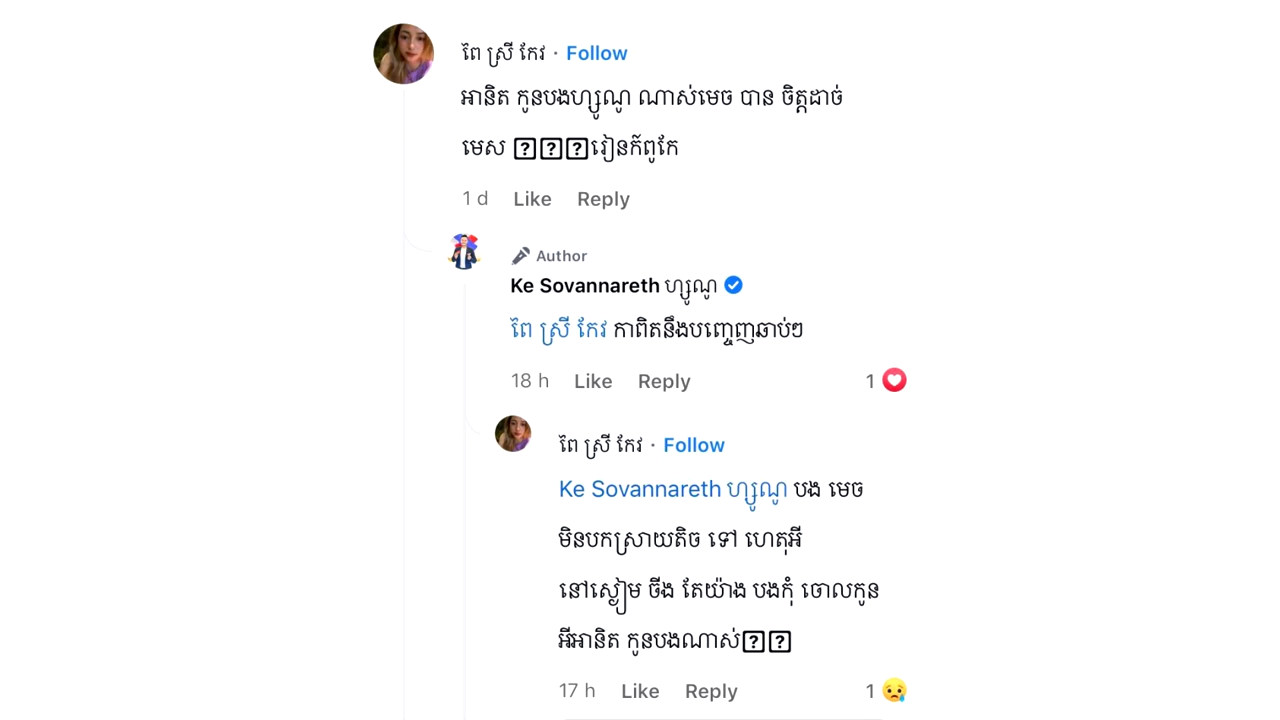 ពៃ ស្រី កែវ · Follow
អានិត កូនបងហ្សូណូ ណាស់មេច បាន ចិត្តដាច់
មេស រៀនក៍ពូកែ
1 d Like Reply
Author
Ke Sovannareth ហ្សូណូ
ពៃ ស្រី កែវ កាពិតនឹងបញ្ចេញឆាប់ៗ
18 h Like Reply 1
ពៃ ស្រី កែវ · Follow
Ke Sovannareth ហ្សូណូ បង មេច
មិនបកស្រាយតិច ទៅ ហេតុអី
នៅស្ងៀម ចឹង តែយ៉ាង បងកុំ ចោលកូន
អីអានិត កូនបងណាស់
17 h Like Reply 1